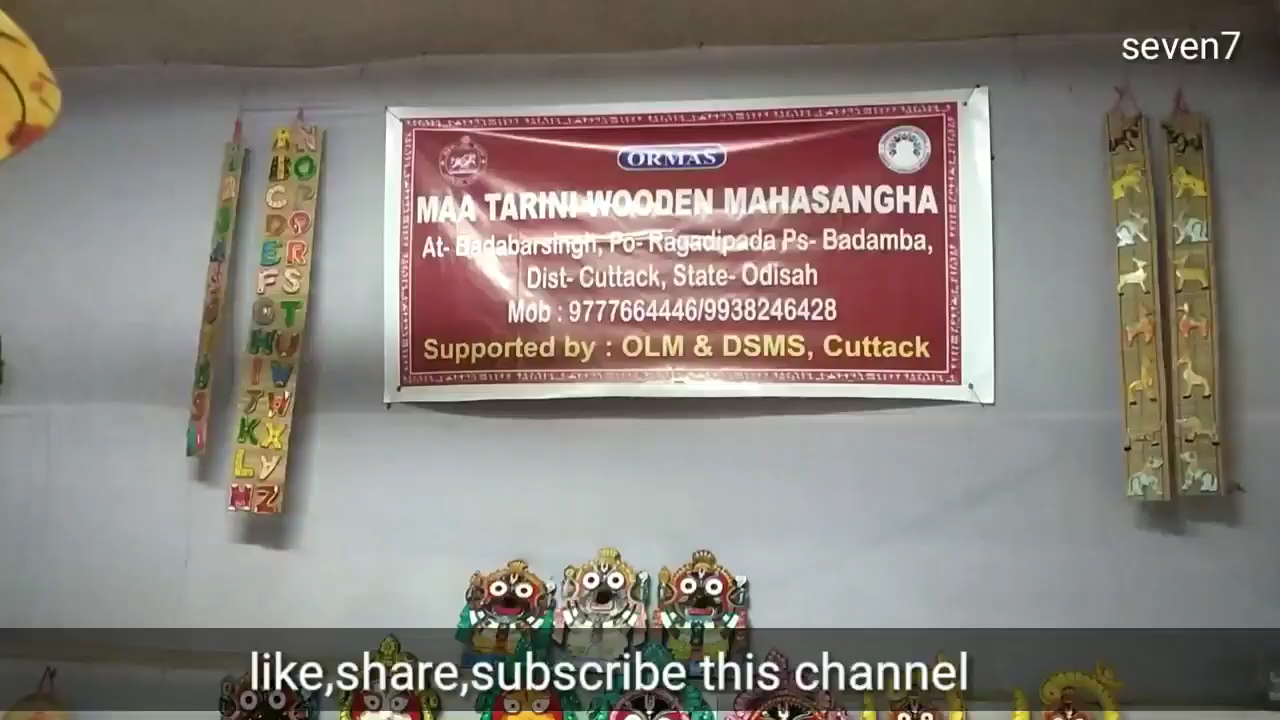 seven7
ORMAS
MAA TARINI WOODEN MAHASANGHA
At- Badabarsingh, Po- Ragadipada Ps- Badamba,
Dist- Cuttack, State- Odisah
Mob : 9777664446/9938246428
Supported by : OLM & DSMS, Cuttack
A N
B O
C P
D Q
E R
F S
G T
H U
I V
J W
K X
L Y
M Z
like,share,subscribe this channel